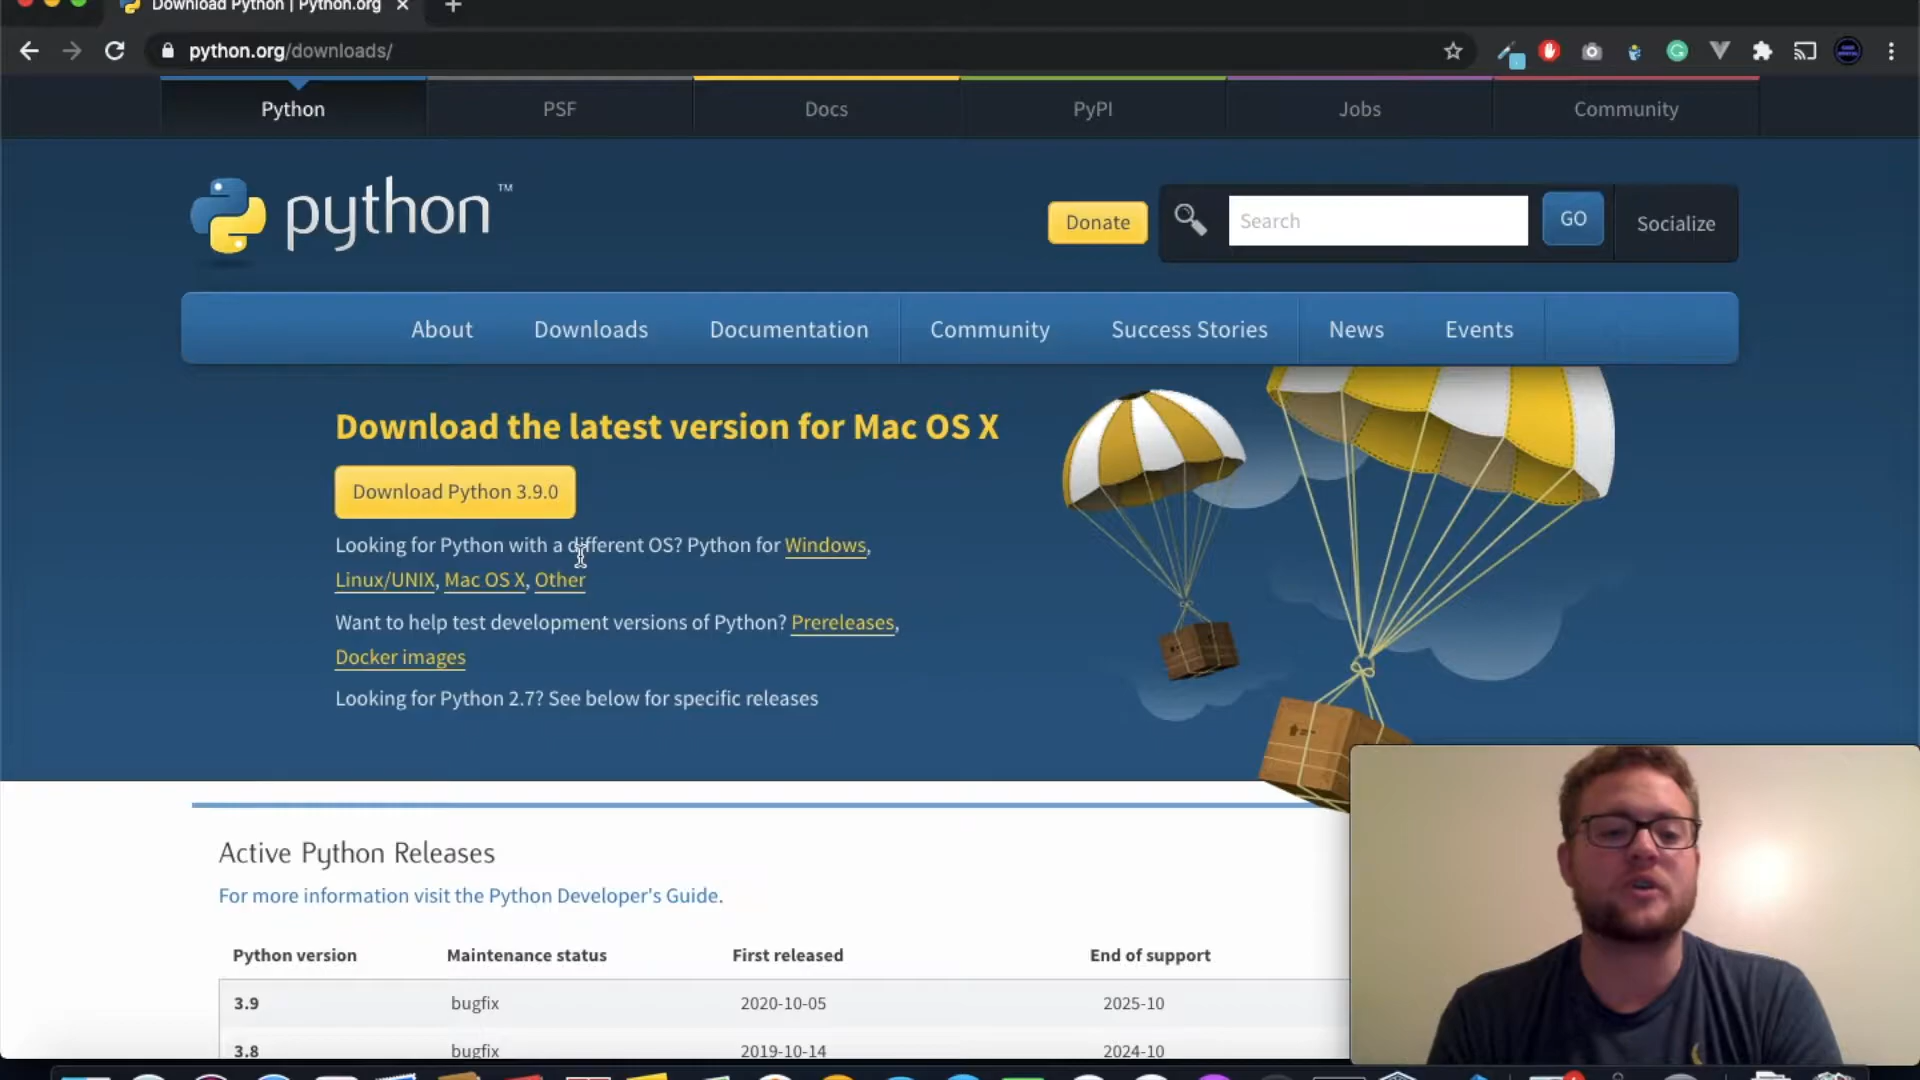 Download Python | Python.org
python.org/downloads/
Python
PSF
Docs
PyPI
Jobs
Community
python™
Donate
Search
GO
Socialize
About
Downloads
Documentation
Community
Success Stories
News
Events
Download the latest version for Mac OS X
Download Python 3.9.0
Looking for Python with a different OS? Python for Windows,
Linux/UNIX, Mac OS X, Other
Want to help test development versions of Python? Prereleases,
Docker images
Looking for Python 2.7? See below for specific releases
Active Python Releases
For more information visit the Python Developer's Guide.
Python version Maintenance status First released End of support
3.9 bugfix 2020-10-05 2025-10
3.8 bugfix 2019-10-14 2024-10